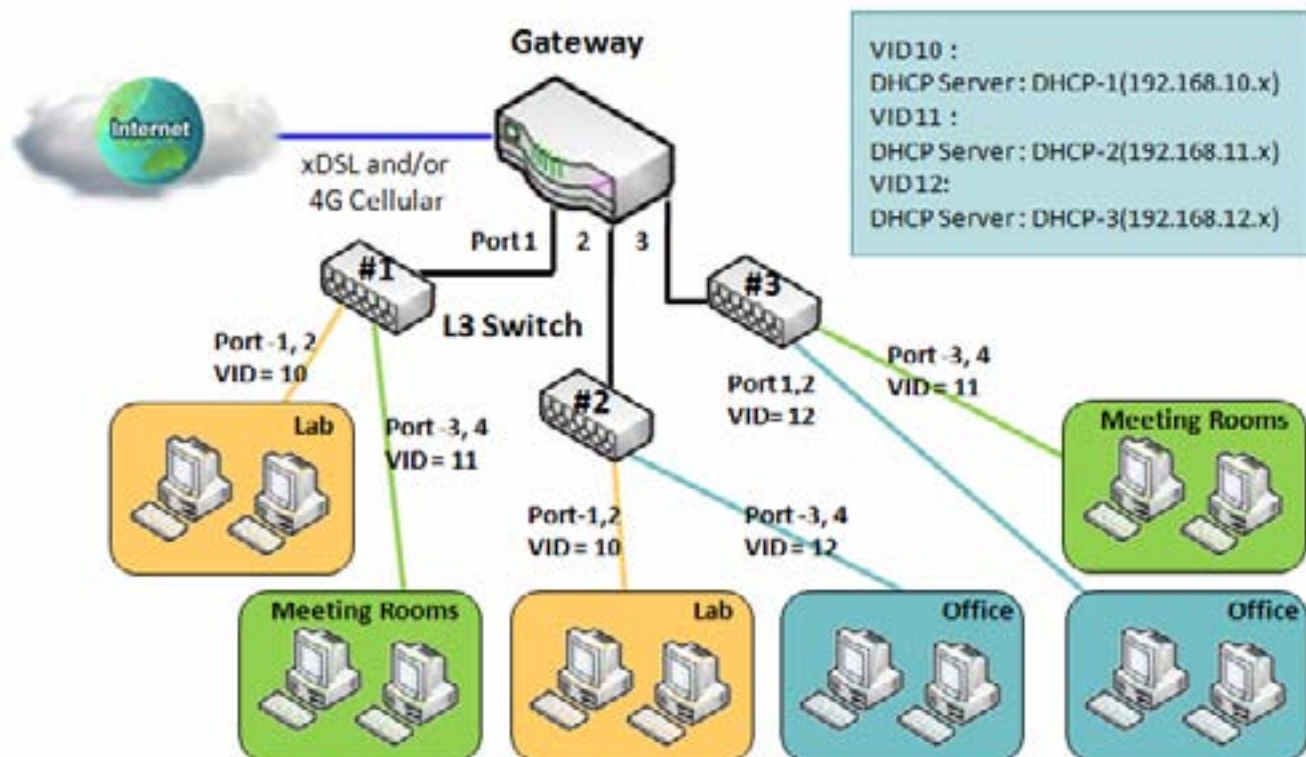 Gateway
Internet
xDSL and/or
4G Cellular
VID10 :
DHCP Server : DHCP-1(192.168.10.x)
VID11 :
DHCP Server : DHCP-2(192.168.11.x)
VID12:
DHCP Server : DHCP-3(192.168.12.x)
Port 1 2 3
#1
L3 Switch
#2
#3
Port -1, 2
VID = 10
Port -3, 4
VID = 11
Port-1,2
VID = 10
Port -3, 4
VID = 12
Port 1,2
VID= 12
Port -3, 4
VID= 11
Lab
Meeting Rooms
Lab
Office
Office
Meeting Rooms